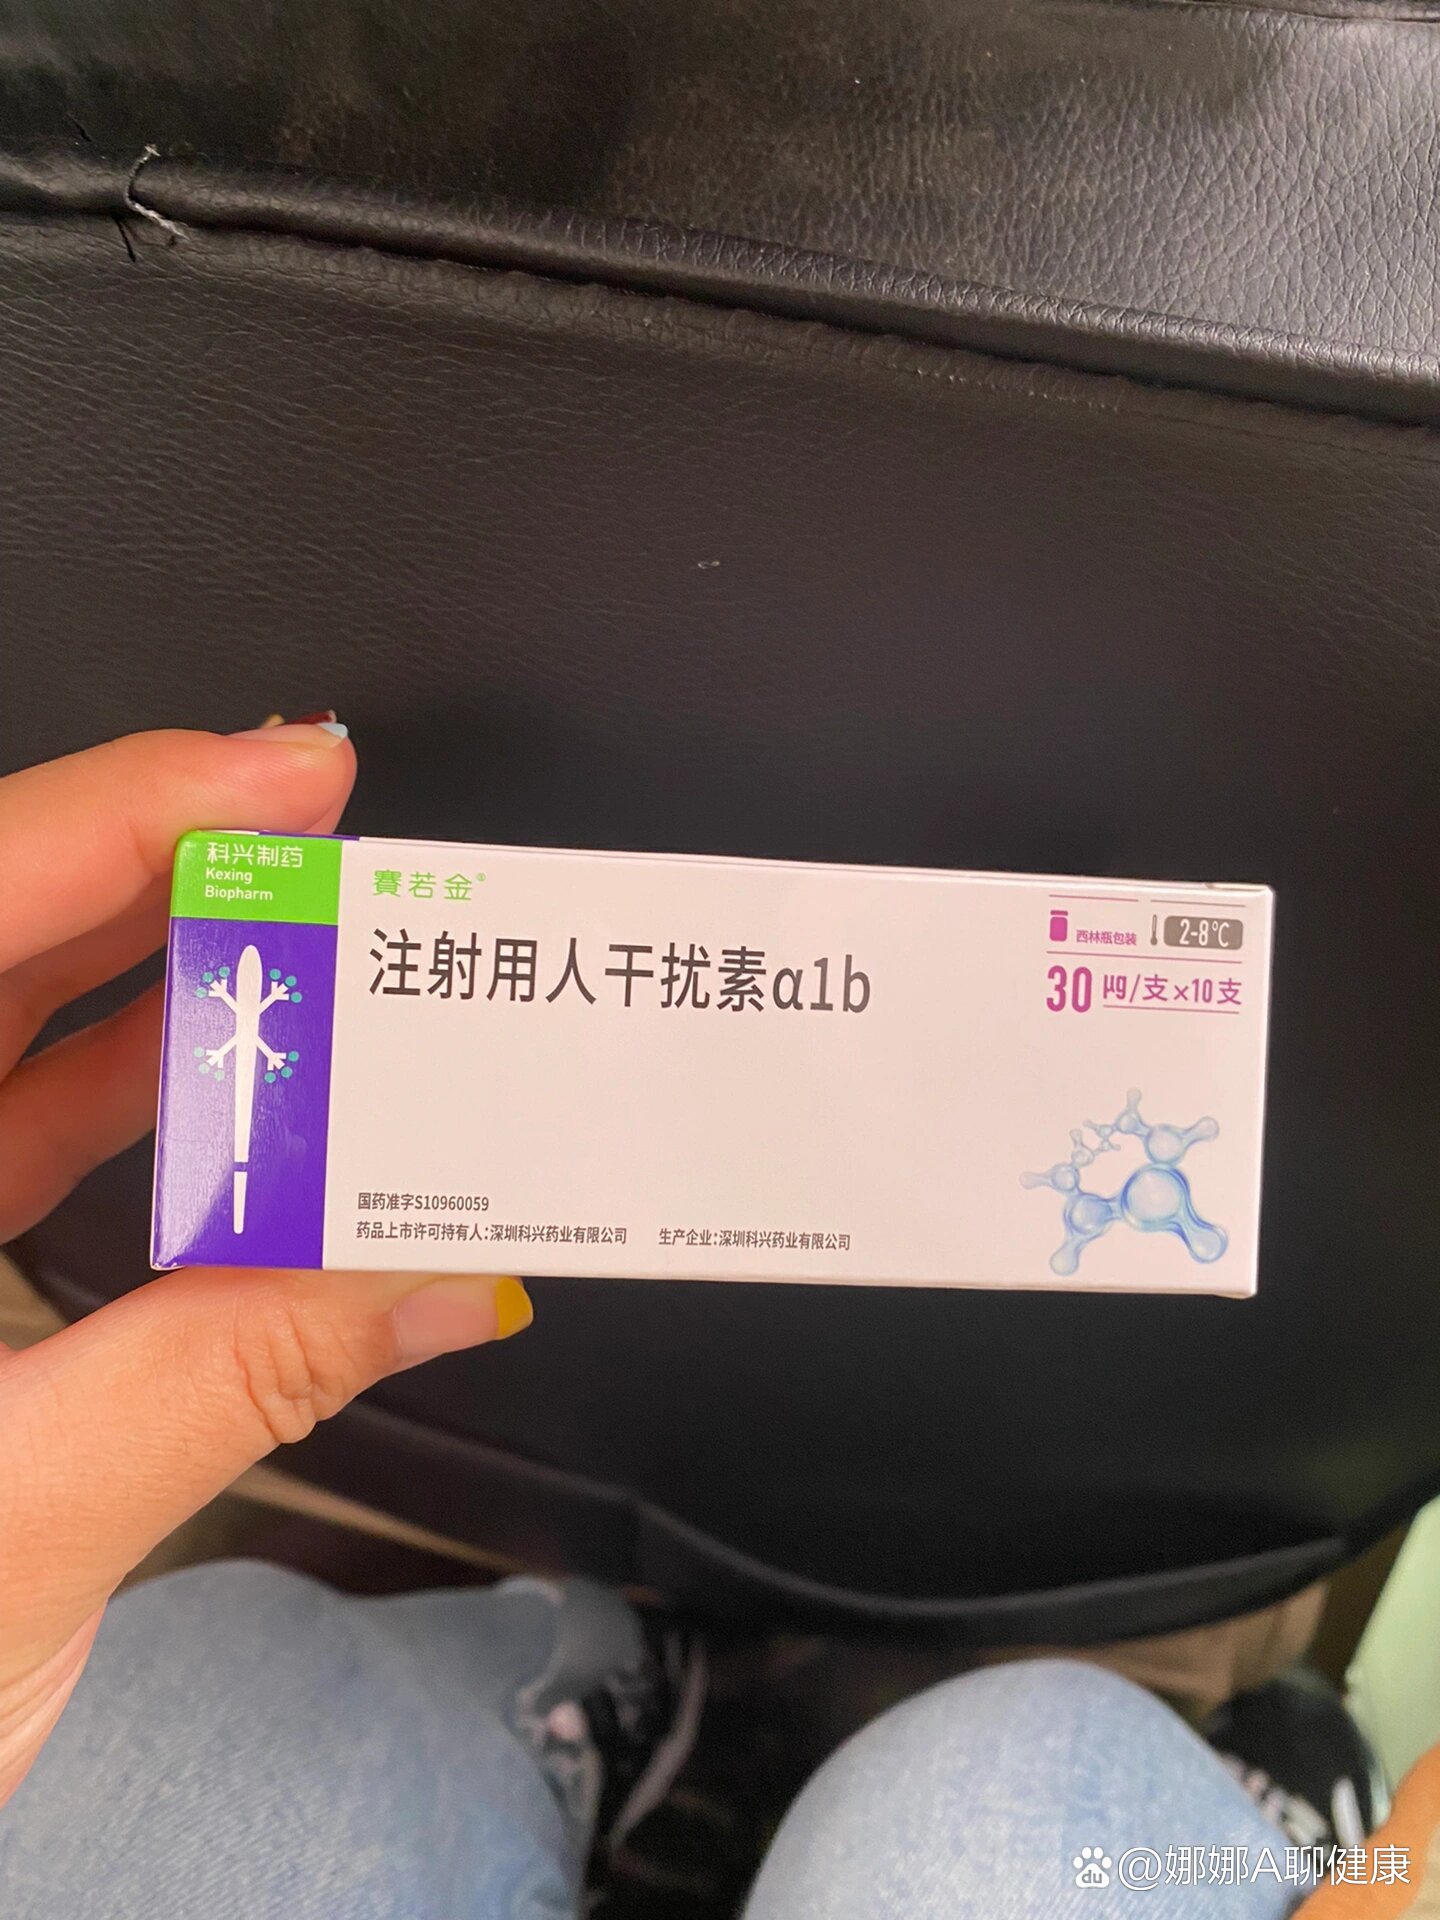 科兴制药
Kexing
Biopharm
賽若金®
注射用人干扰素α1b
西林瓶包装
2-8℃
30 μg/支×10支
国药准字S10960059
药品上市许可持有人:深圳科兴药业有限公司 生产企业:深圳科兴药业有限公司
du @娜娜A聊健康